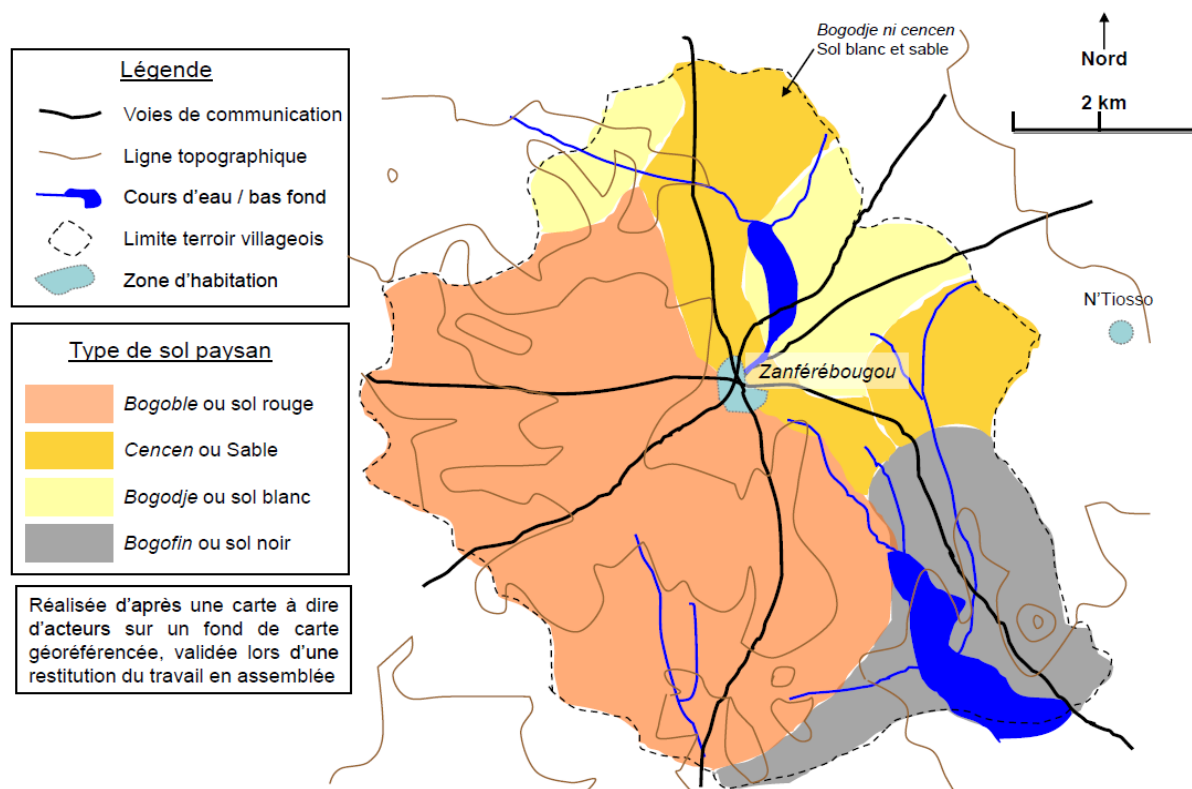 Légende
Voies de communication
Ligne topographique
Cours d'eau / bas fond
Limite terroir villageois
Zone d'habitation
Type de sol paysan
Bogoble ou sol rouge
Cencen ou Sable
Bogodje ou sol blanc
Bogofin ou sol noir
Réalisée d'après une carte à dire
d'acteurs sur un fond de carte
géoréférencée, validée lors d'une
restitution du travail en assemblée
Bogodje ni cencen
Sol blanc et sable
Nord
2 km
N'Tiosso
Zanférébougou